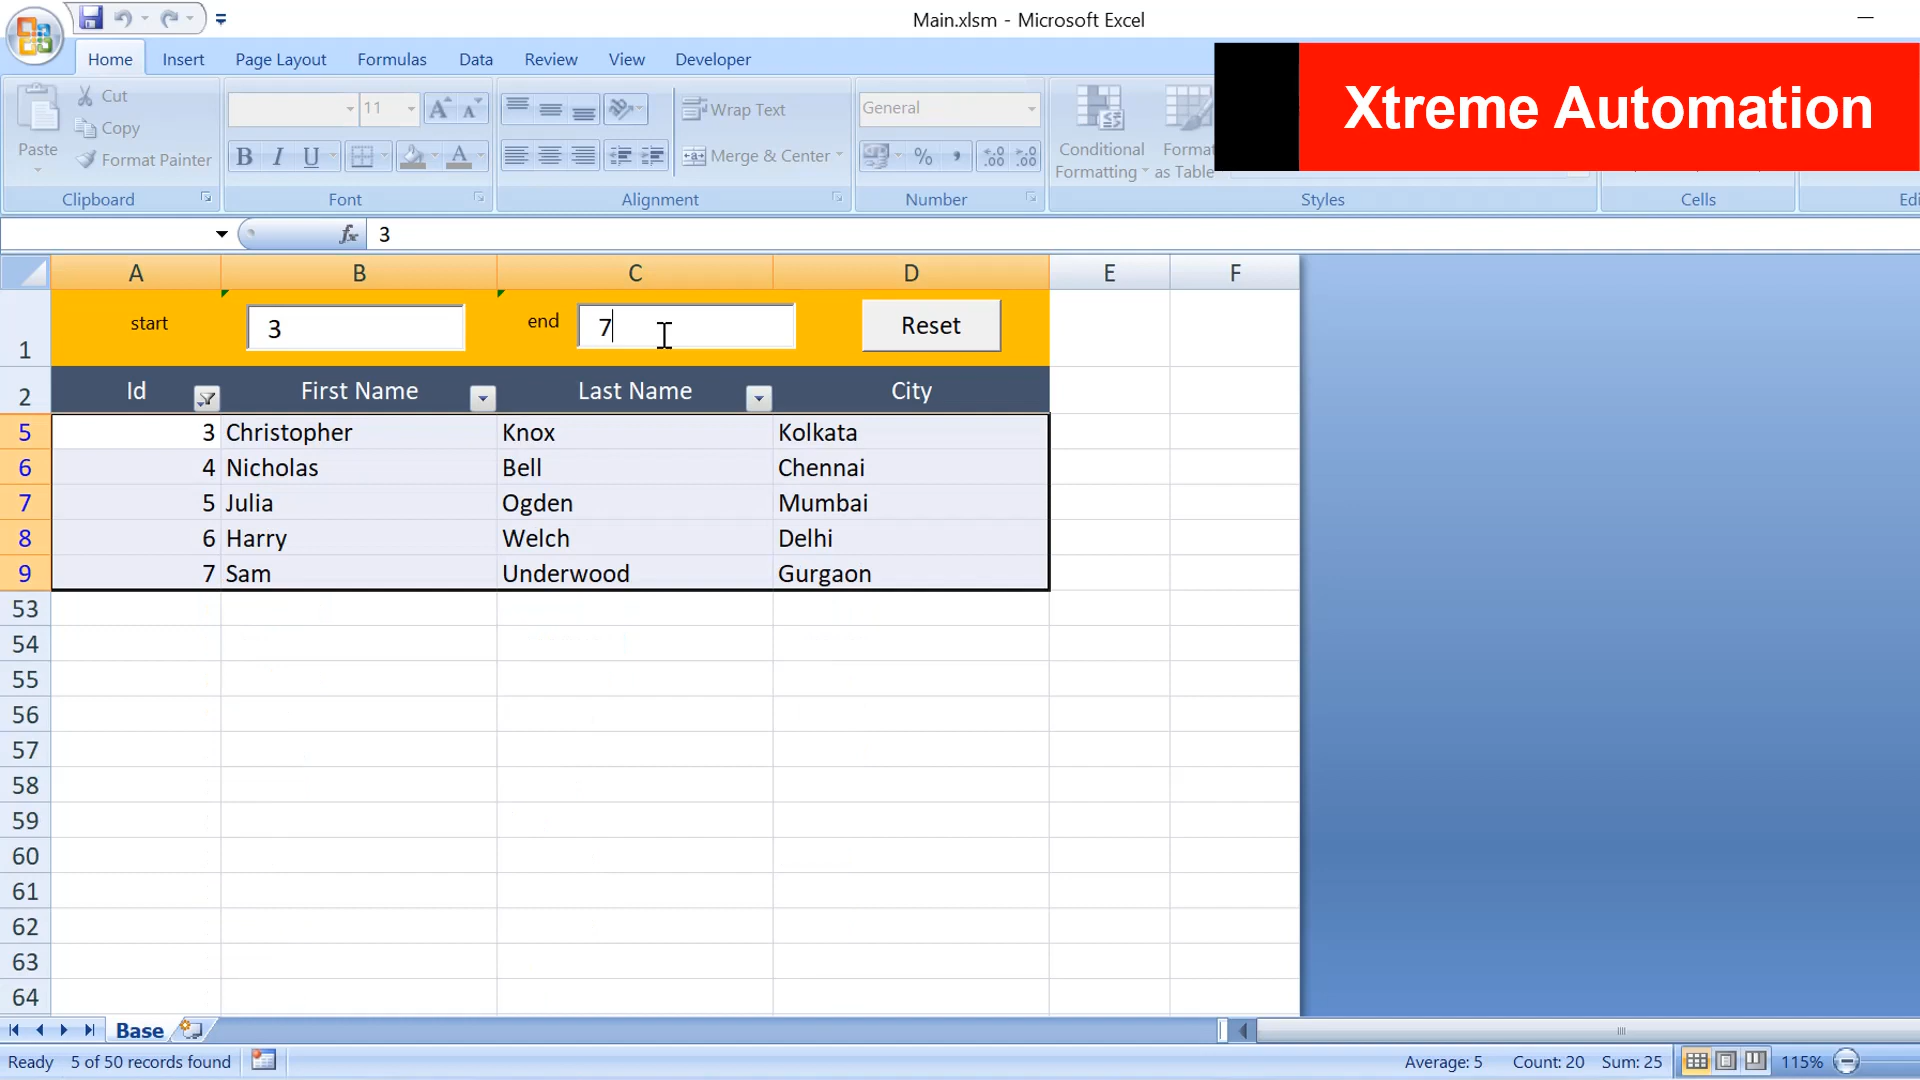 Main.xlsm - Microsoft Excel
Home Insert Page Layout Formulas Data Review View Developer
Xtreme Automation
Paste
Cut
Copy
Format Painter
Clipboard
11
B I U
A A
A
Font
Wrap Text
Merge & Center
Alignment
General
% ,
Number
Conditional
Formatting
Format
as Table
Styles
Cells
fx 3
A B C D E F
1 start 3 end 7 Reset
2 Id First Name Last Name City
5 3 Christopher Knox Kolkata
6 4 Nicholas Bell Chennai
7 5 Julia Ogden Mumbai
8 6 Harry Welch Delhi
9 7 Sam Underwood Gurgaon
53
54
55
56
57
58
59
60
61
62
63
64
Base
Ready 5 of 50 records found Average: 5 Count: 20 Sum: 25 115%